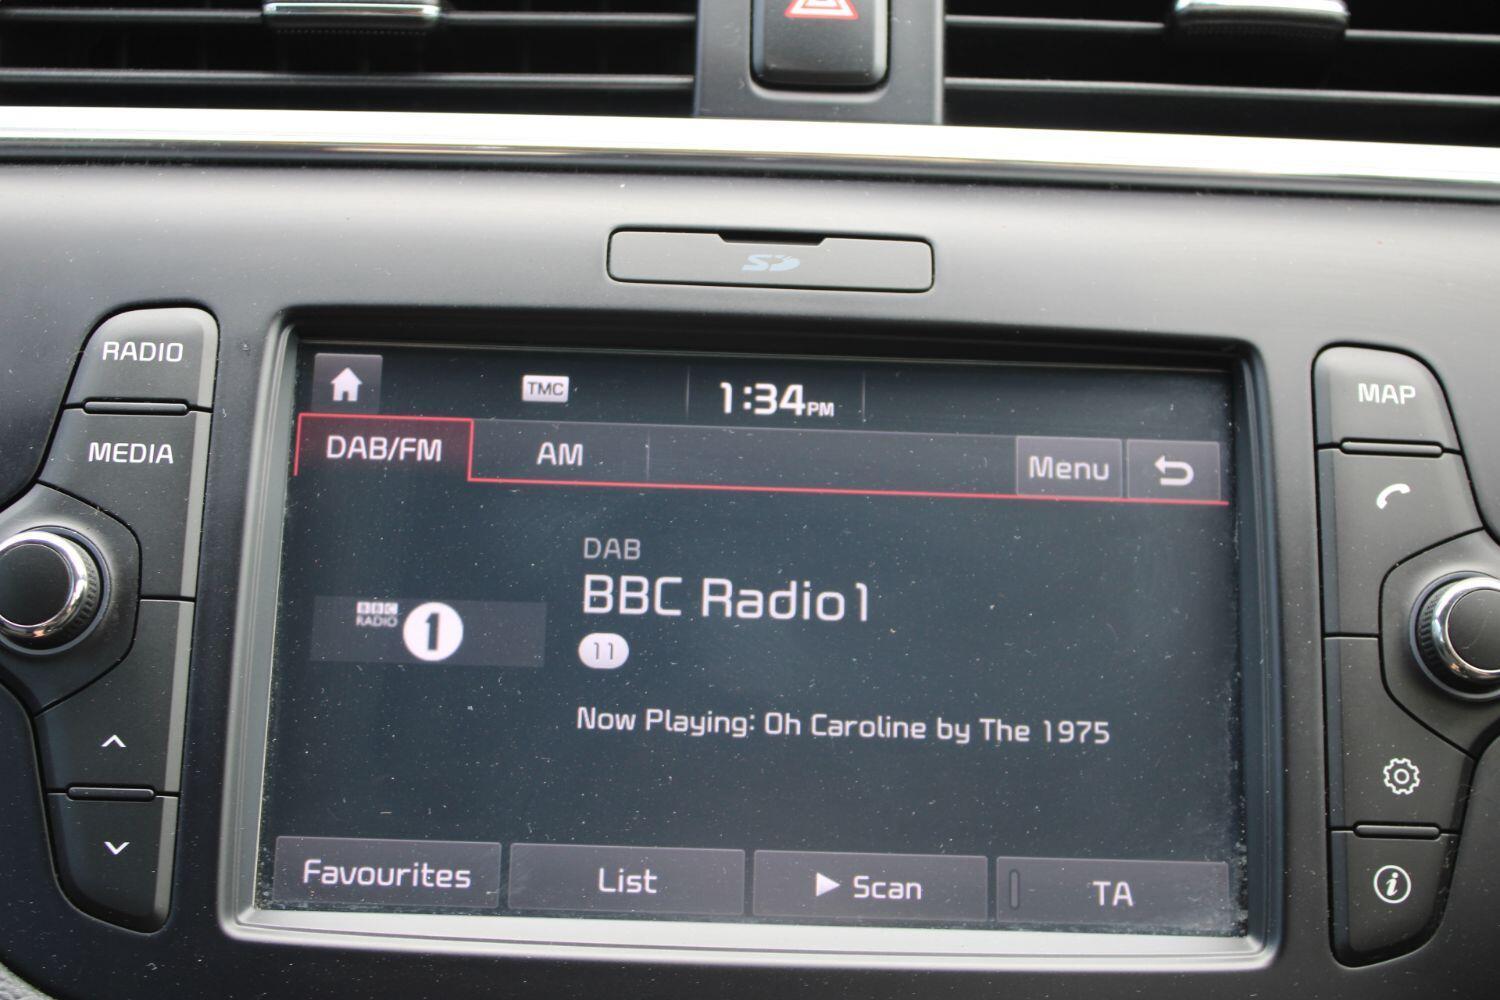 SD
RADIO
MEDIA
MAP
TMC
1:34PM
DAB/FM
AM
Menu
DAB
BBC Radio1
BBC
RADIO
1
11
Now Playing: Oh Caroline by The 1975
Favourites
List
Scan
TA
i